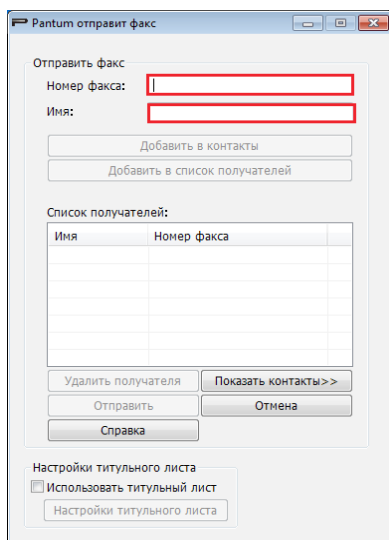 Pantum отправит факс
Отправить факс
Номер факса:
Имя:
Добавить в контакты
Добавить в список получателей
Список получателей:
Имя Номер факса
Удалить получателя Показать контакты>>
Отправить Отмена
Справка
Настройки титульного листа
Использовать титульный лист
Настройки титульного листа